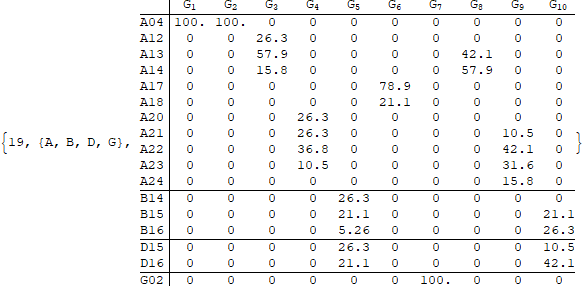 G1 G2 G3 G4 G5 G6 G7 G8 G9 G10
A04 100. 100. 0 0 0 0 0 0 0 0
A12 0 0 26.3 0 0 0 0 0 0 0
A13 0 0 57.9 0 0 0 0 42.1 0 0
A14 0 0 15.8 0 0 0 0 57.9 0 0
A17 0 0 0 0 0 78.9 0 0 0 0
A18 0 0 0 0 0 21.1 0 0 0 0
A20 0 0 0 26.3 0 0 0 0 0 0
A21 0 0 0 26.3 0 0 0 0 10.5 0
{19, {A, B, D, G}, A22 0 0 0 36.8 0 0 0 0 42.1 0 }
A23 0 0 0 10.5 0 0 0 0 31.6 0
A24 0 0 0 0 0 0 0 0 15.8 0
B14 0 0 0 0 26.3 0 0 0 0 0
B15 0 0 0 0 21.1 0 0 0 0 21.1
B16 0 0 0 0 5.26 0 0 0 0 26.3
D15 0 0 0 0 26.3 0 0 0 0 10.5
D16 0 0 0 0 21.1 0 0 0 0 42.1
G02 0 0 0 0 0 0 100. 0 0 0